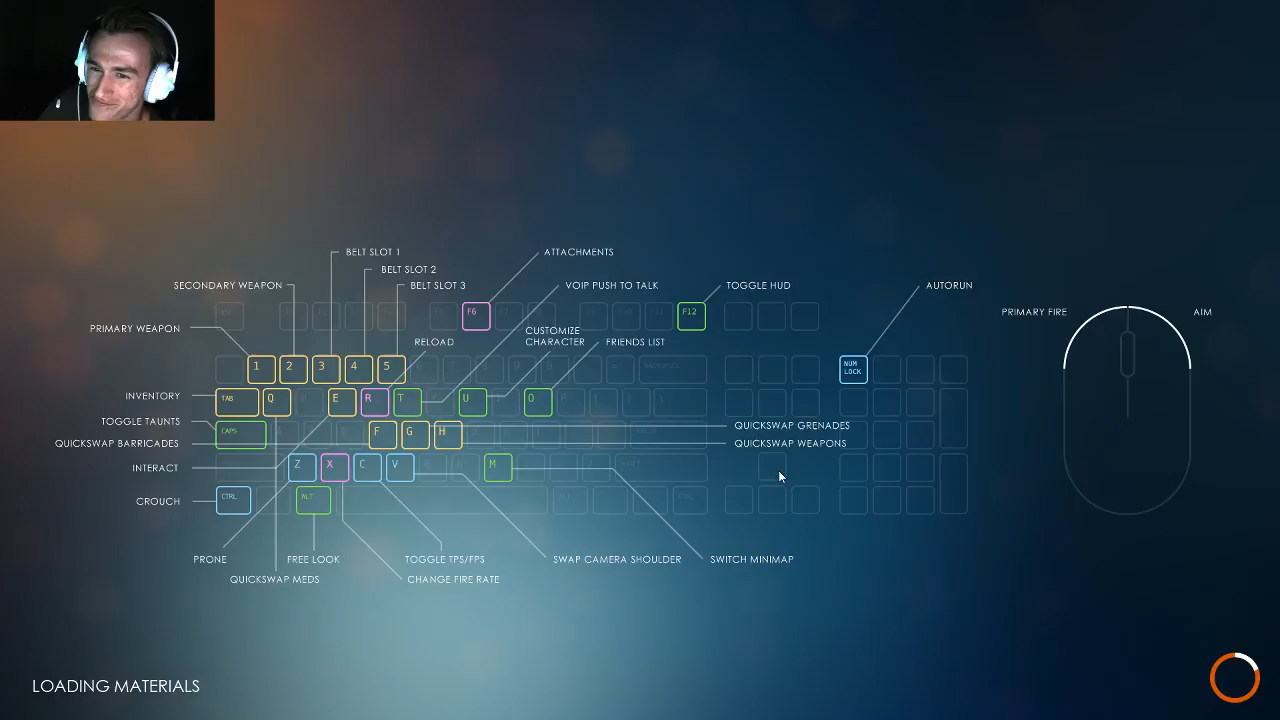 BELT SLOT 1
ATTACHMENTS
BELT SLOT 2
SECONDARY WEAPON
BELT SLOT 3
VOIP PUSH TO TALK
TOGGLE HUD
AUTORUN
F6
F12
PRIMARY FIRE
AIM
PRIMARY WEAPON
CUSTOMIZE
CHARACTER
RELOAD
FRIENDS LIST
1 2 3 4 5
NUM
LOCK
INVENTORY
TAB Q E R T U O
TOGGLE TAUNTS
CAPS F G H
QUICKSWAP GRENADES
QUICKSWAP BARRICADES
QUICKSWAP WEAPONS
INTERACT
Z X C V M
CROUCH
CTRL ALT
PRONE
FREE LOOK
TOGGLE TPS/FPS
SWAP CAMERA SHOULDER
SWITCH MINIMAP
QUICKSWAP MEDS
CHANGE FIRE RATE
LOADING MATERIALS